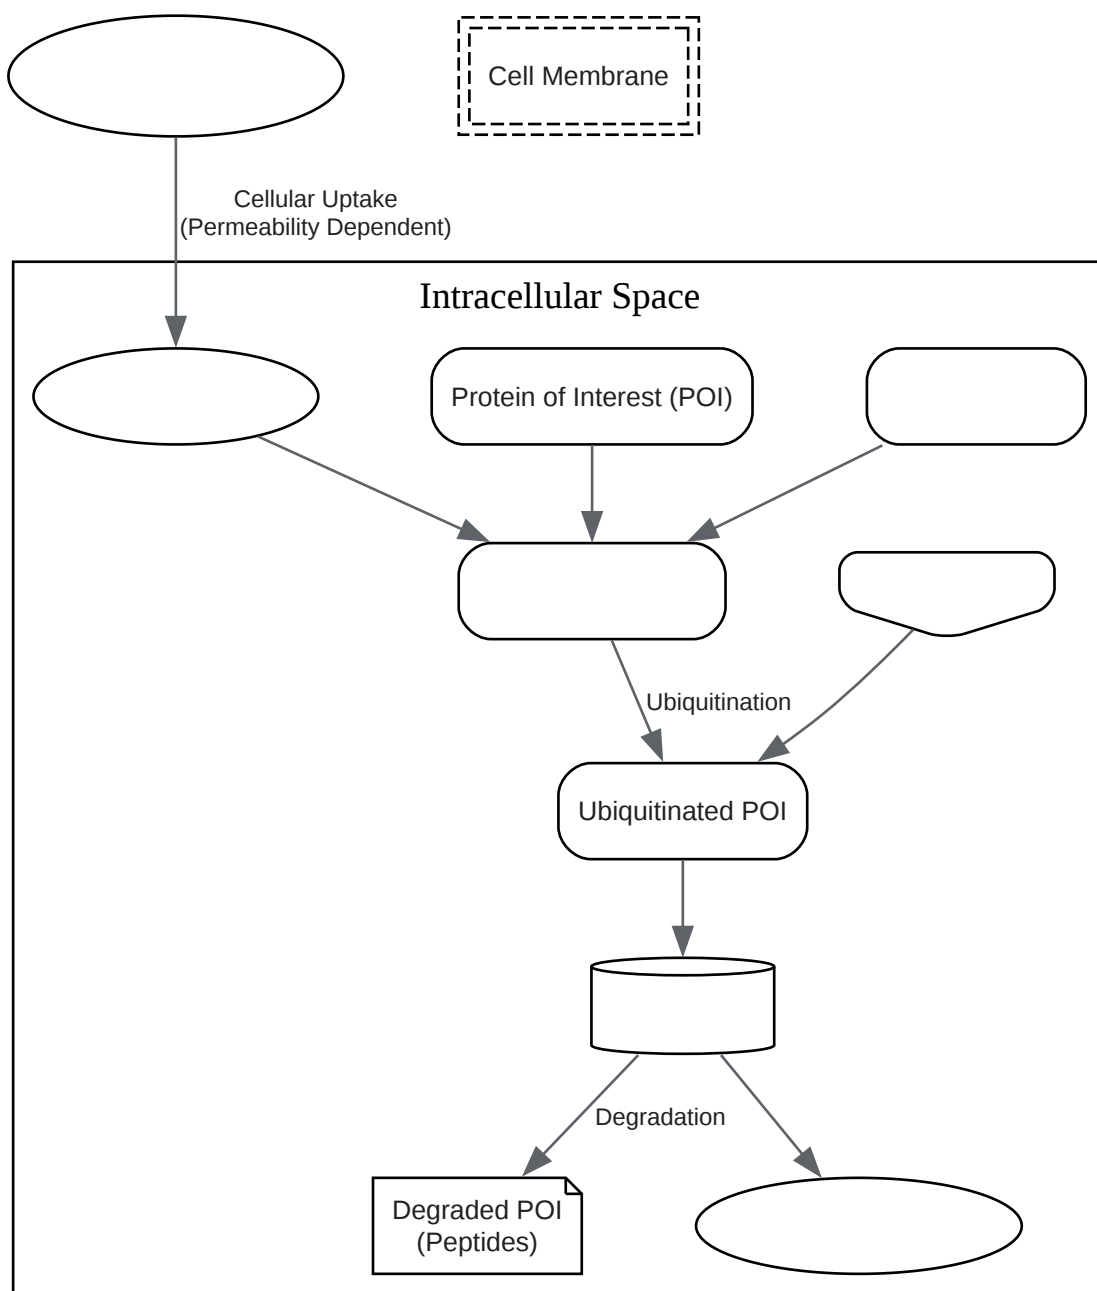 Cell Membrane
Cellular Uptake
(Permeability Dependent)
Intracellular Space
Protein of Interest (POI)
Ubiquitination
Ubiquitinated POI
Degradation
Degraded POI
(Peptides)